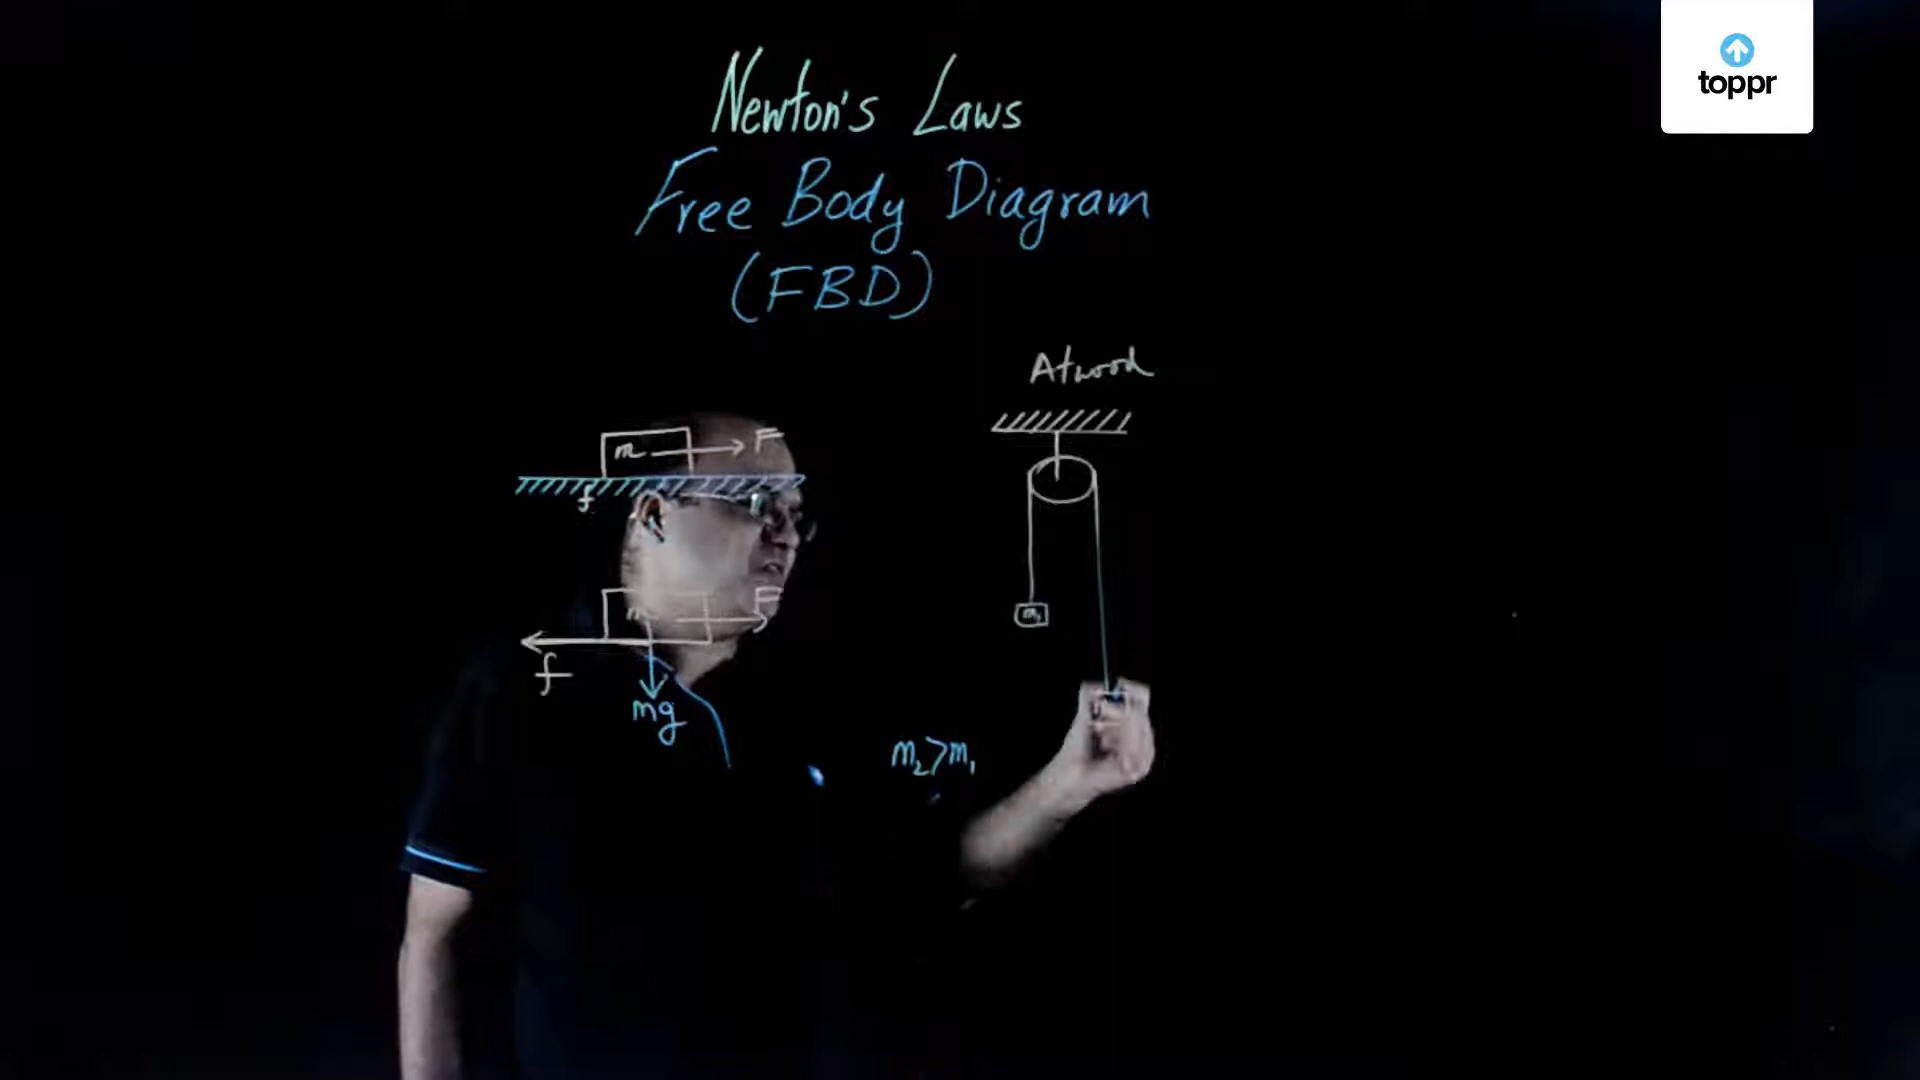 toppr
Newton's Laws
Free Body Diagram
(FBD)
Atwood
m F
f
m₁
F
f
mg
m₂>m₁